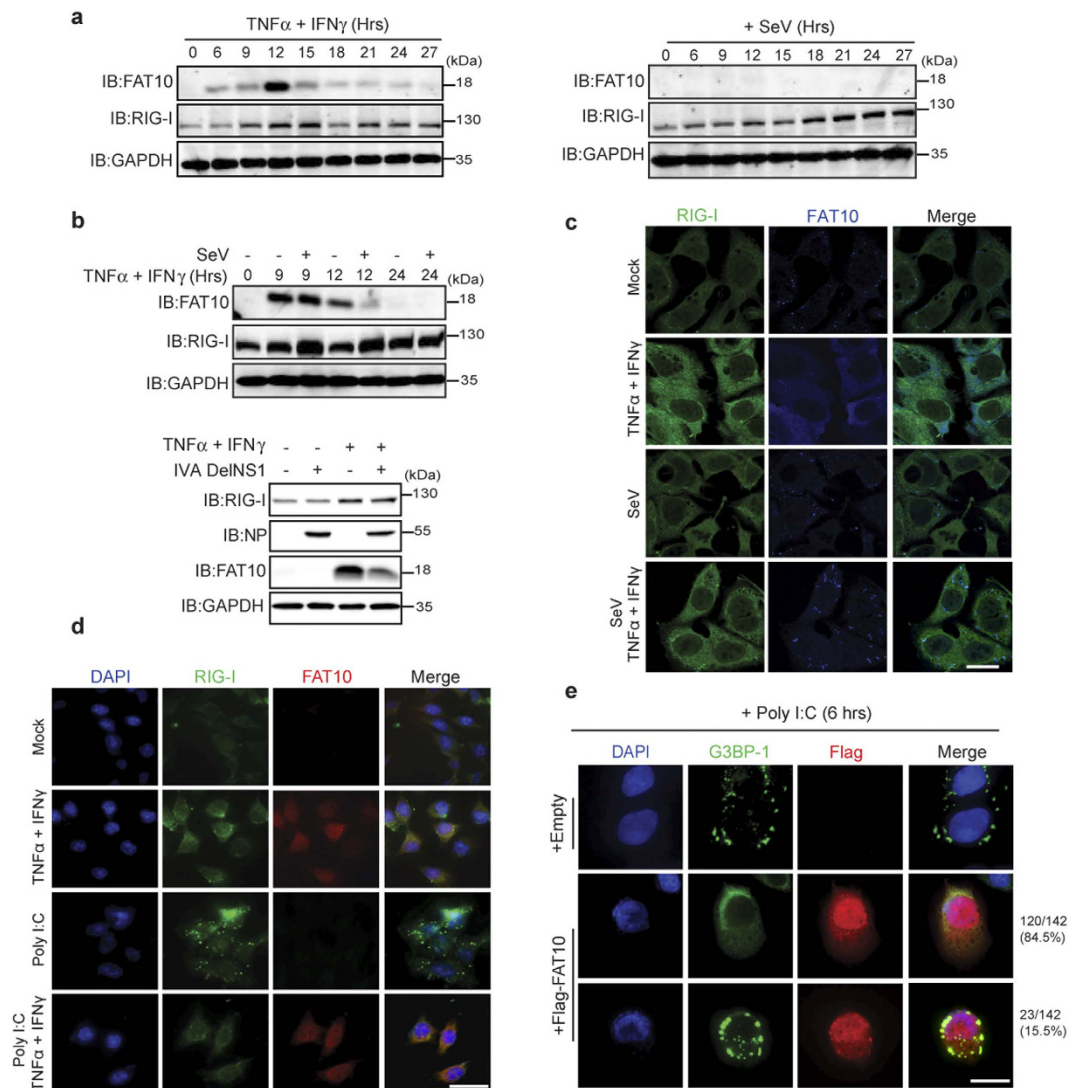 a
TNFα + IFNγ (Hrs)
0 6 9 12 15 18 21 24 27
(kDa)
IB:FAT10
18
IB:RIG-I
130
IB:GAPDH
35
+ SeV (Hrs)
0 6 9 12 15 18 21 24 27
(kDa)
IB:FAT10
18
IB:RIG-I
130
IB:GAPDH
35
b
SeV - - + - + - +
TNFα + IFNγ (Hrs) 0 9 9 12 12 24 24 (kDa)
IB:FAT10
18
IB:RIG-I
130
IB:GAPDH
35
TNFα + IFNγ - - + +
IVA DelNS1 - + - + (kDa)
IB:RIG-I
130
IB:NP
55
IB:FAT10
18
IB:GAPDH
35
c
RIG-I FAT10 Merge
Mock
TNFα + IFNγ
SeV
SeV
TNFα + IFNγ
d
DAPI RIG-I FAT10 Merge
Mock
TNFα + IFNγ
Poly I:C
Poly I:C
TNFα + IFNγ
e
+ Poly I:C (6 hrs)
DAPI G3BP-1 Flag Merge
+Empty
+Flag-FAT10
120/142
(84.5%)
23/142
(15.5%)